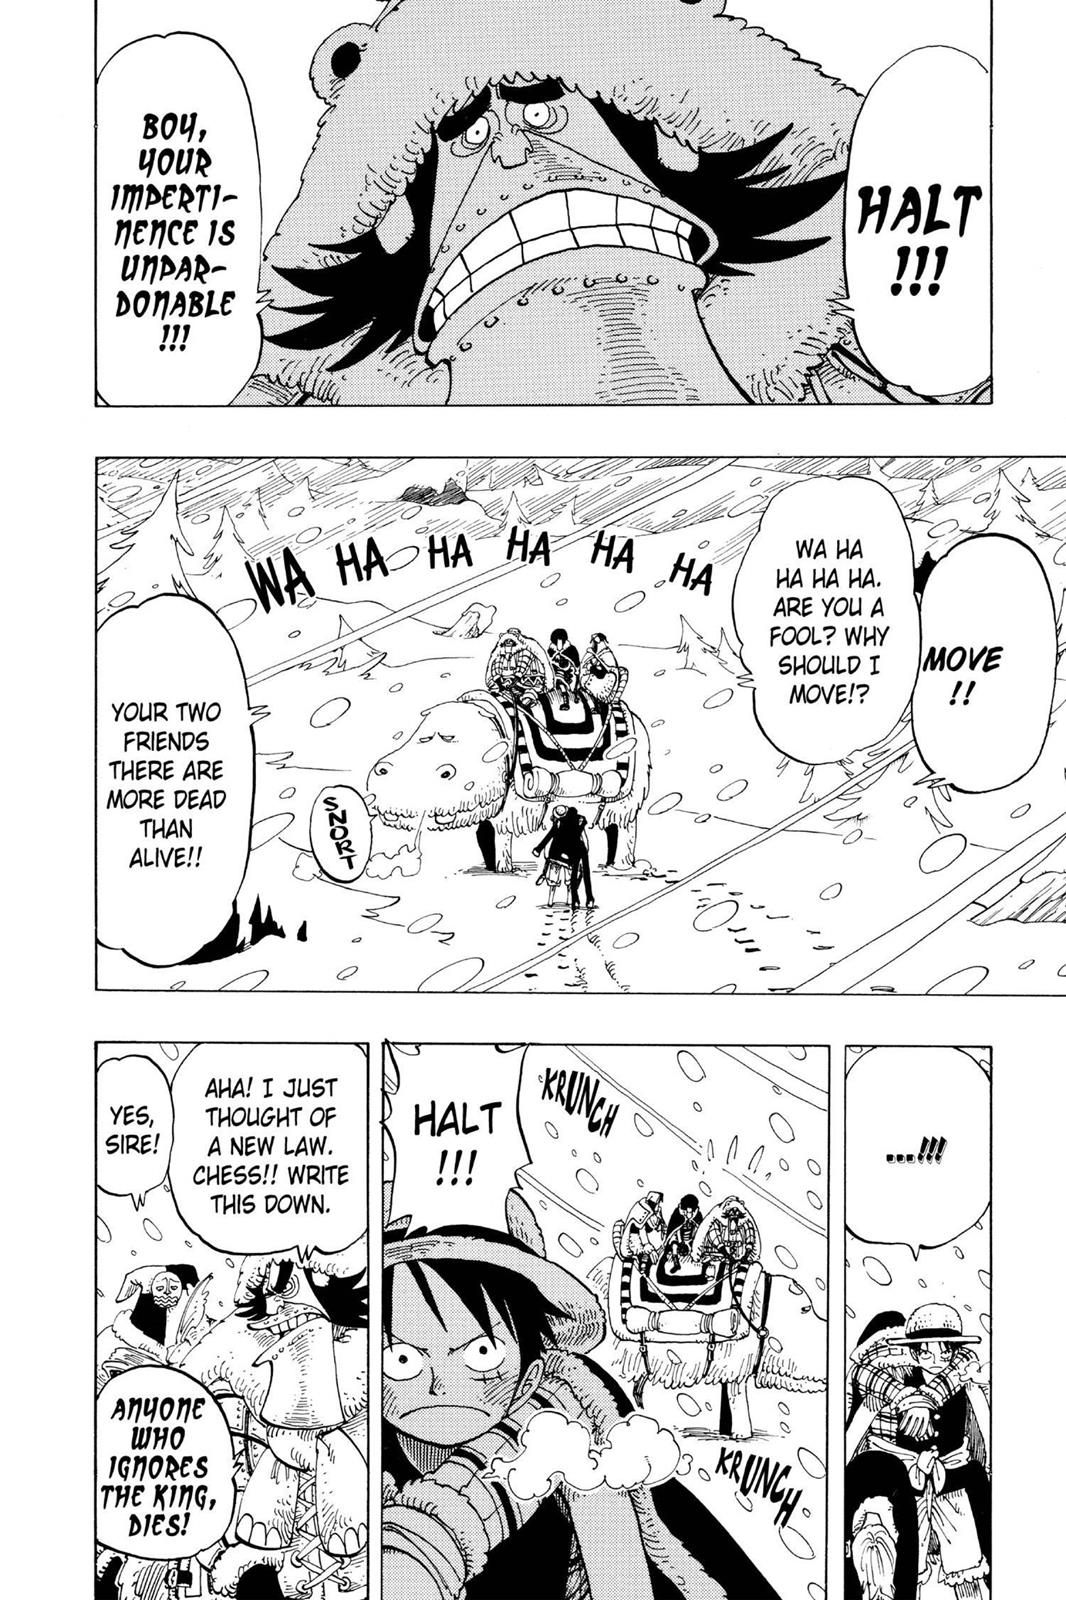 HALT
!!!
BOY,
YOUR
IMPERTI-
NENCE IS
UNPAR-
DONABLE
!!!
MOVE
!!
WA HA
HA HA HA.
ARE YOU A
FOOL? WHY
SHOULD I
MOVE!?
WA HA HA HA HA HA
SNORT
YOUR TWO
FRIENDS
THERE ARE
MORE DEAD
THAN
ALIVE!!
...!!!
KRUNCH
KRUNCH
HALT
!!!
AHA! I JUST
THOUGHT OF
A NEW LAW.
CHESS!! WRITE
THIS DOWN.
YES,
SIRE!
ANYONE
WHO
IGNORES
THE KING,
DIES!